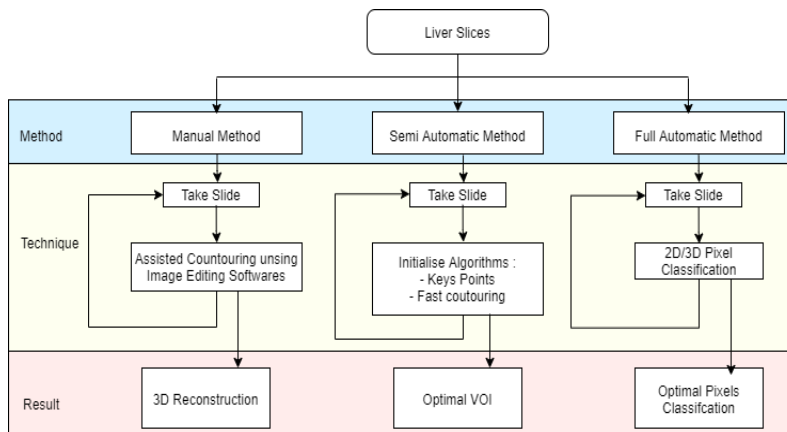 Liver Slices
Method
Manual Method
Semi Automatic Method
Full Automatic Method
Technique
Take Slide
Take Slide
Take Slide
Assisted Countouring unsing
Image Editing Softwares
Initialise Algorithms :
- Keys Points
- Fast coutouring
2D/3D Pixel
Classification
Result
3D Reconstruction
Optimal VOI
Optimal Pixels
Classifcation